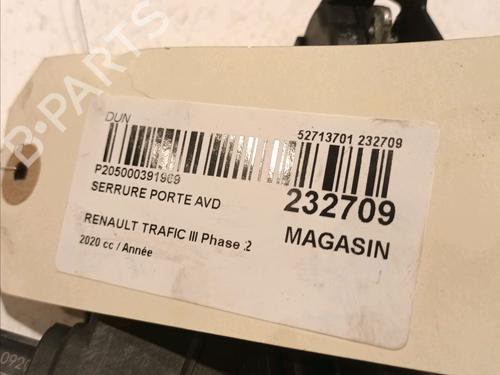 DUN
52713701 232709
P205000391969
SERRURE PORTE AVD
232709
RENAULT TRAFIC III Phase 2
MAGASIN
2020 cc / Année
B-PARTS